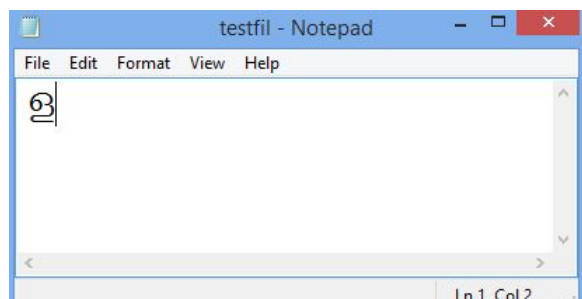 testfil - Notepad
File Edit Format View Help
ഌ
Ln 1, Col 2